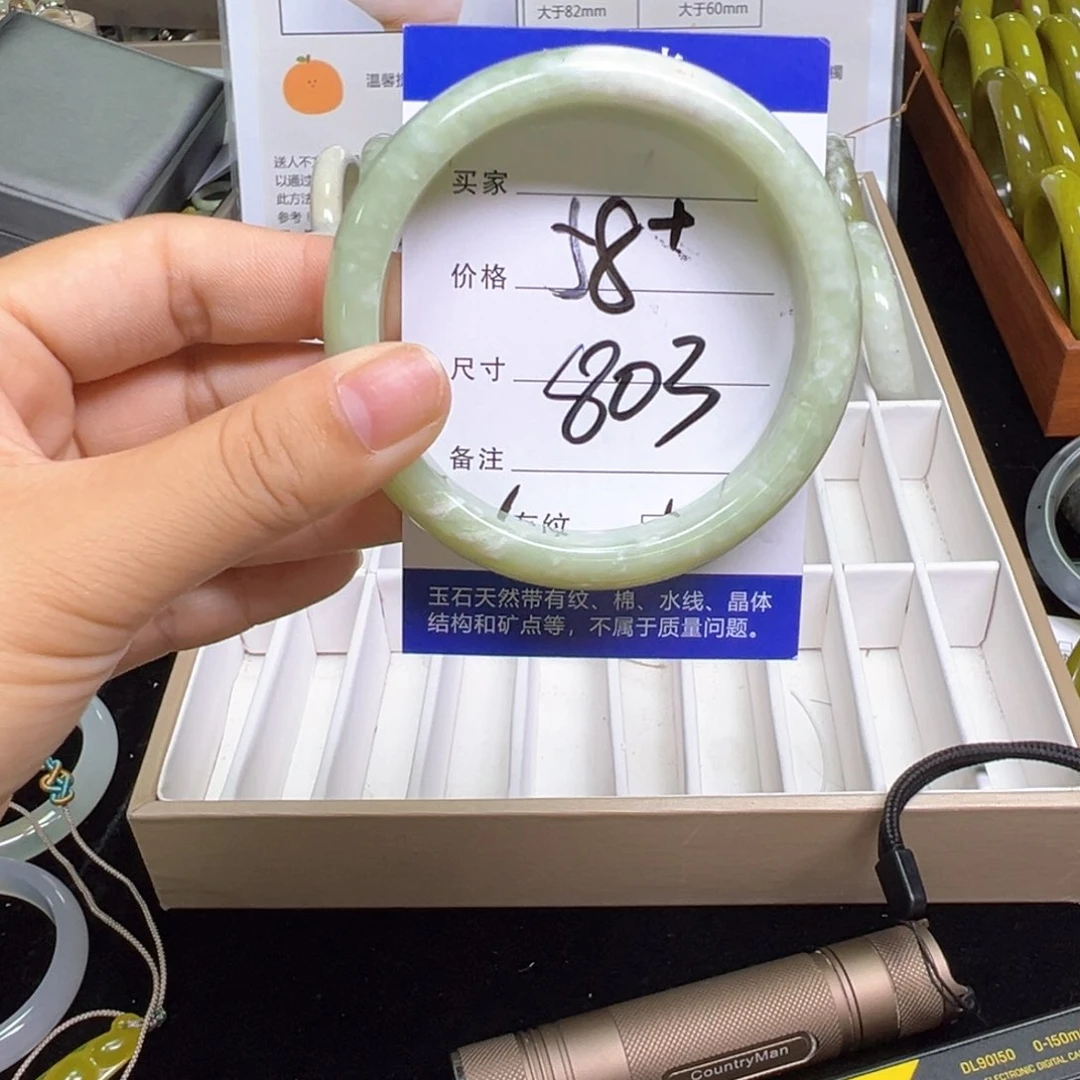 大于82mm 大于60mm
温馨提
镯
送人不
以通过
此方法
参考！
买家
价格 58+
尺寸 803
备注
有纹
玉石天然带有纹、棉、水线、晶体
结构和矿点等，不属于质量问题。
CountryMan
DL90150 0-150m
ELECTRONIC DIGITAL CA